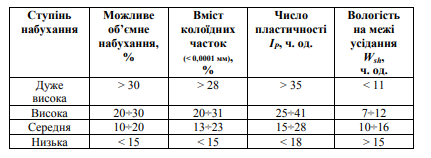 Ступінь набухання | Можливе об'ємне набухання, % | Вміст колоїдних часток (< 0,0001 мм), % | Число пластичності IP, ч. од. | Вологість на межі усідання Wsh, ч. од.
Дуже висока | > 30 | > 28 | > 35 | < 11
Висока | 20÷30 | 20÷31 | 25÷41 | 7÷12
Середня | 10÷20 | 13÷23 | 15÷28 | 10÷16
Низька | < 15 | < 15 | < 18 | > 15